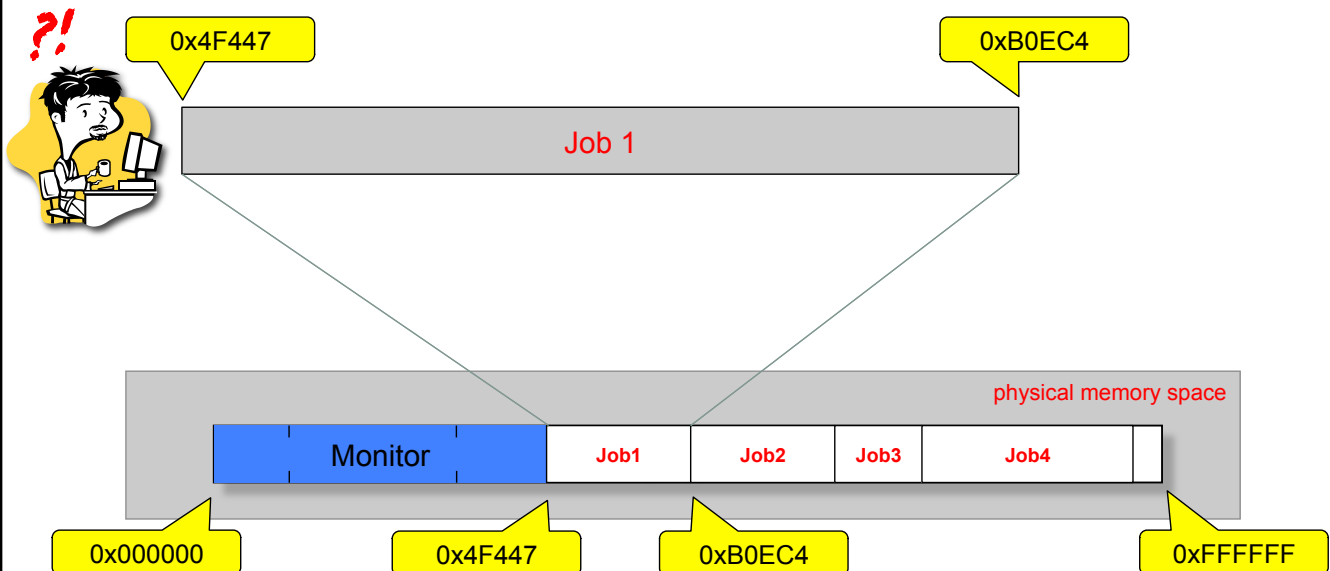 ?!
0x4F447
0xB0EC4
Job 1
physical memory space
Monitor
Job1
Job2
Job3
Job4
0x000000
0x4F447
0xB0EC4
0xFFFFFF